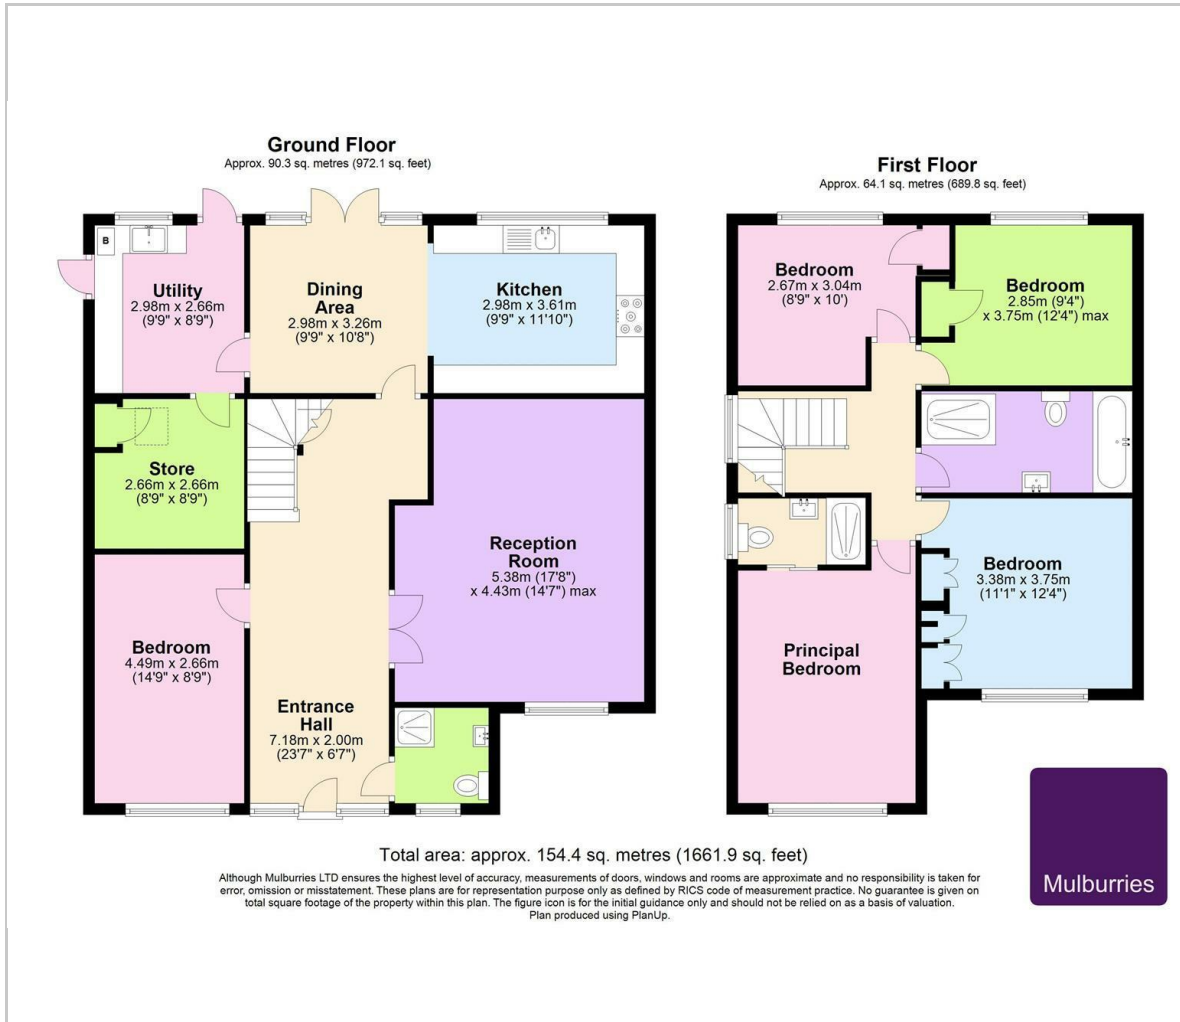 Ground Floor
Approx. 90.3 sq. metres (972.1 sq. feet)
B
Utility
2.98m x 2.66m
(9'9" x 8'9")
Dining
Area
2.98m x 3.26m
(9'9" x 10'8")
Kitchen
2.98m x 3.61m
(9'9" x 11'10")
Store
2.66m x 2.66m
(8'9" x 8'9")
Reception
Room
5.38m (17'8")
x 4.43m (14'7") max
Bedroom
4.49m x 2.66m
(14'9" x 8'9")
Entrance
Hall
7.18m x 2.00m
(23'7" x 6'7")
First Floor
Approx. 64.1 sq. metres (689.8 sq. feet)
Bedroom
2.67m x 3.04m
(8'9" x 10')
Bedroom
2.85m (9'4")
x 3.75m (12'4") max
Bedroom
3.38m x 3.75m
(11'1" x 12'4")
Principal
Bedroom
Total area: approx. 154.4 sq. metres (1661.9 sq. feet)
Although Mulburries LTD ensures the highest level of accuracy, measurements of doors, windows and rooms are approximate and no responsibility is taken for
error, omission or misstatement. These plans are for representation purpose only as defined by RICS code of measurement practice. No guarantee is given on
total square footage of the property within this plan. The figure icon is for the initial guidance only and should not be relied on as a basis of valuation.
Plan produced using PlanUp.
Mulburries